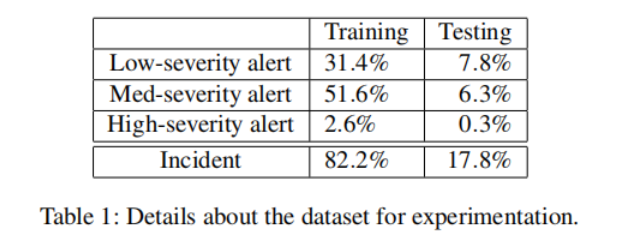 Training Testing
Low-severity alert 31.4% 7.8%
Med-severity alert 51.6% 6.3%
High-severity alert 2.6% 0.3%
Incident 82.2% 17.8%
Table 1: Details about the dataset for experimentation.